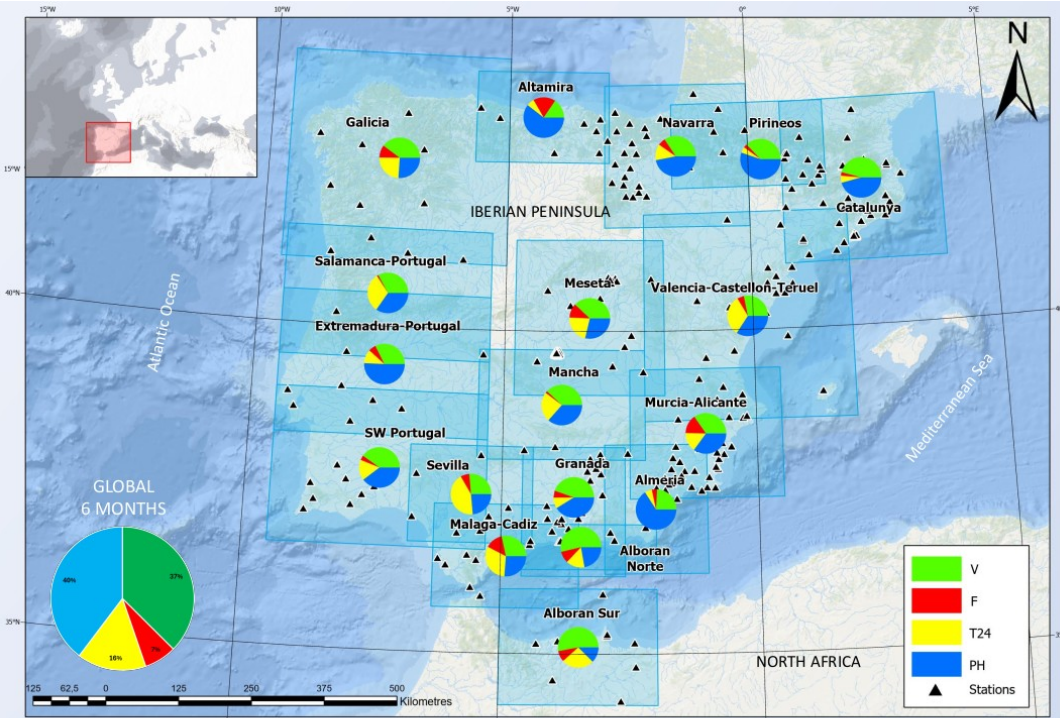 15°W
10°W
5°W
0°
5°E
N
Altamira
Galicia
Navarra
Pirineos
15°W
IBERIAN PENINSULA
Catalunya
Salamanca-Portugal
Meseta
Valencia-Castellon-Teruel
40°N
Atlantic Ocean
Extremadura-Portugal
Mancha
Mediterranean Sea
Murcia-Alicante
SW Portugal
Sevilla
Granada
Almeria
GLOBAL
6 MONTHS
Malaga-Cadiz
Alboran
Norte
40%
37%
7%
16%
V
F
T24
PH
Stations
Alboran Sur
35°N
NORTH AFRICA
125 62,5 0 125 250 375 500
Kilometres